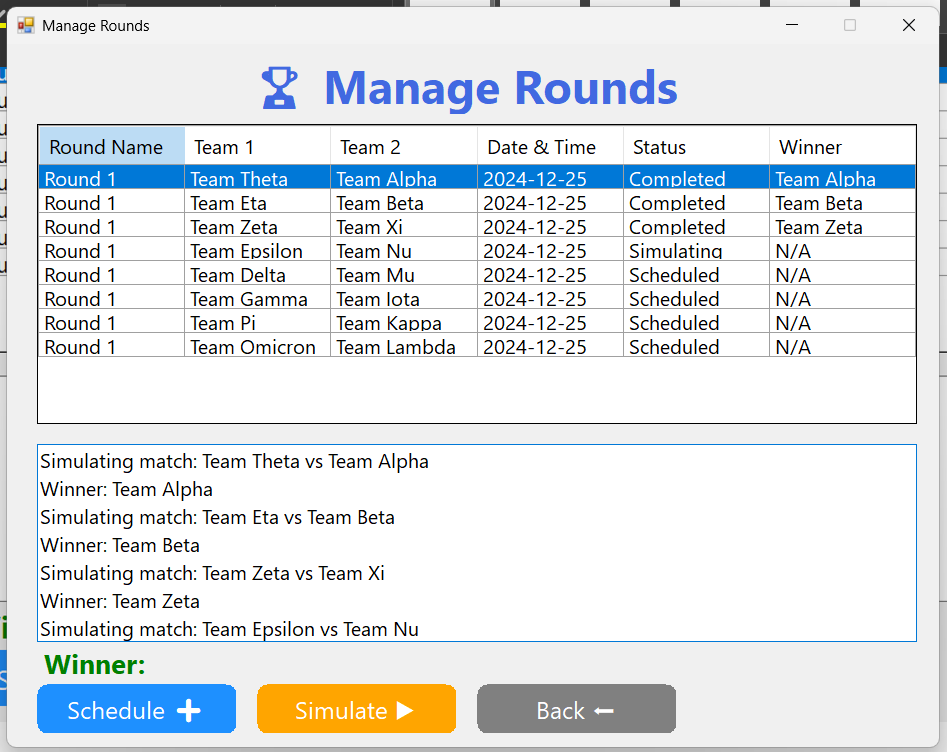 Manage Rounds
Manage Rounds
Round Name Team 1 Team 2 Date & Time Status Winner
Round 1 Team Theta Team Alpha 2024-12-25 Completed Team Alpha
Round 1 Team Eta Team Beta 2024-12-25 Completed Team Beta
Round 1 Team Zeta Team Xi 2024-12-25 Completed Team Zeta
Round 1 Team Epsilon Team Nu 2024-12-25 Simulating N/A
Round 1 Team Delta Team Mu 2024-12-25 Scheduled N/A
Round 1 Team Gamma Team Iota 2024-12-25 Scheduled N/A
Round 1 Team Pi Team Kappa 2024-12-25 Scheduled N/A
Round 1 Team Omicron Team Lambda 2024-12-25 Scheduled N/A
Simulating match: Team Theta vs Team Alpha
Winner: Team Alpha
Simulating match: Team Eta vs Team Beta
Winner: Team Beta
Simulating match: Team Zeta vs Team Xi
Winner: Team Zeta
Simulating match: Team Epsilon vs Team Nu
Winner:
Schedule Simulate Back